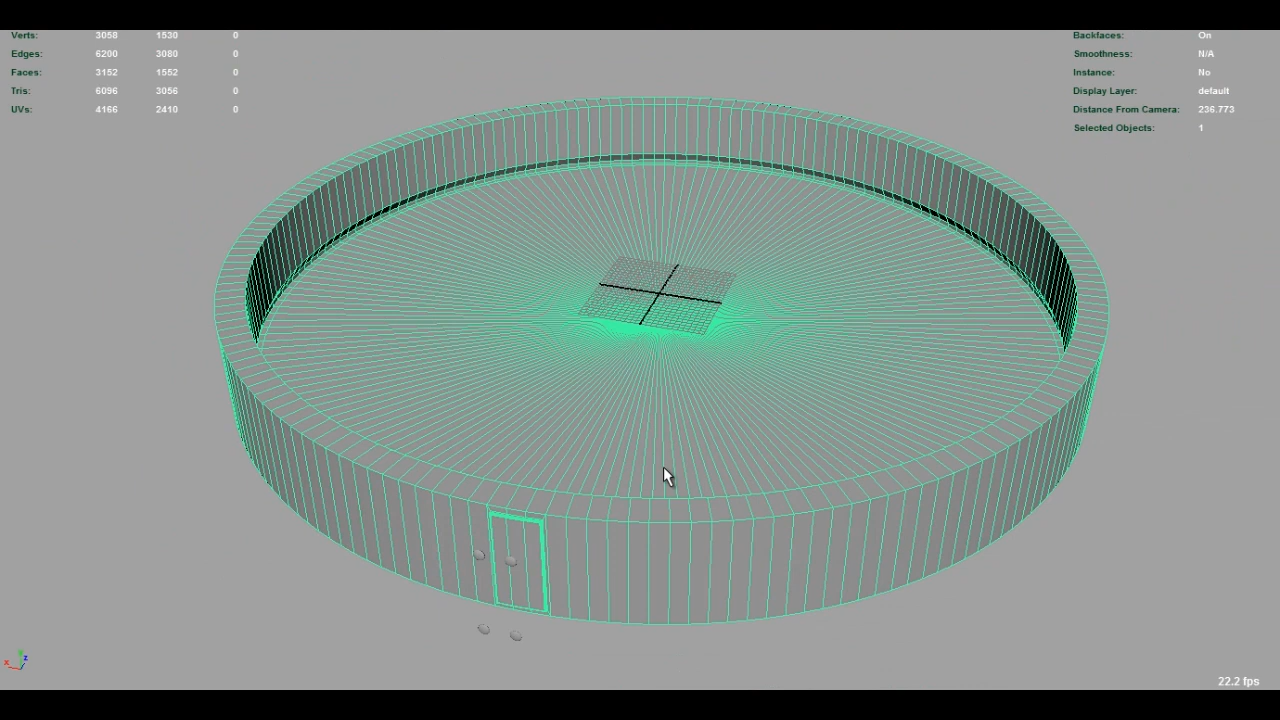 Verts: 3058 1530 0
Edges: 6200 3080 0
Faces: 3152 1552 0
Tris: 6096 3056 0
UVs: 4166 2410 0
Backfaces: On
Smoothness: N/A
Instance: No
Display Layer: default
Distance From Camera: 236.773
Selected Objects: 1
x z
22.2 fps